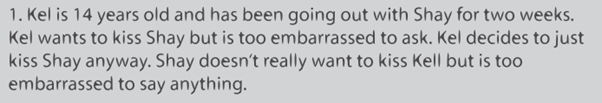 1. Kel is 14 years old and has been going out with Shay for two weeks.
Kel wants to kiss Shay but is too embarrassed to ask. Kel decides to just
kiss Shay anyway. Shay doesn't really want to kiss Kell but is too
embarrassed to say anything.